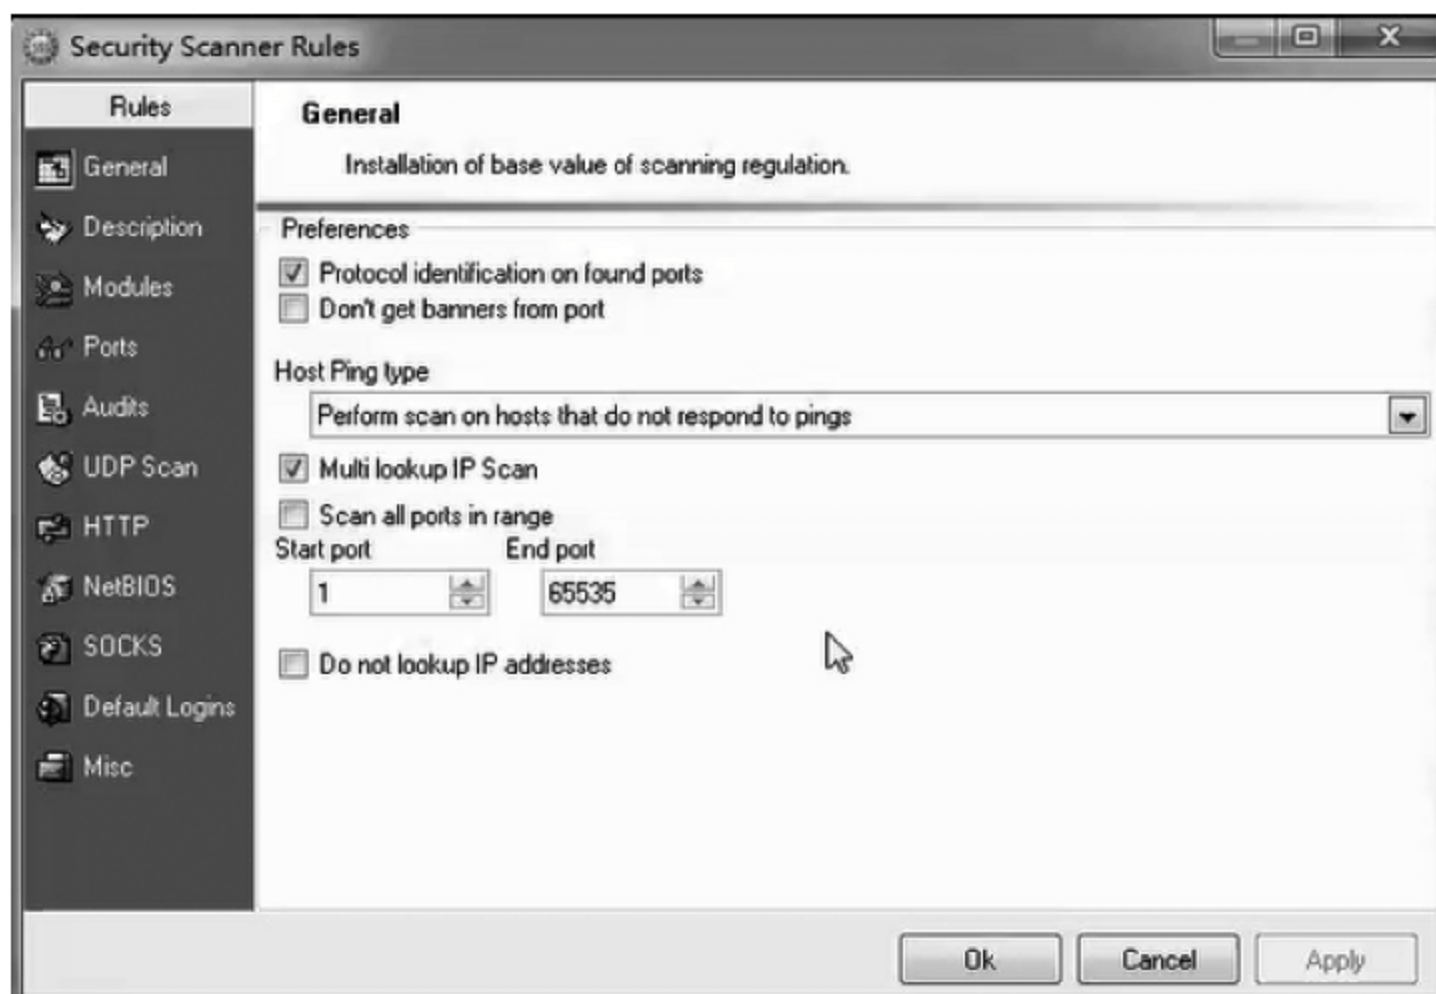 Security Scanner Rules
Rules
General
Description
Modules
Ports
Audits
UDP Scan
HTTP
NetBIOS
SOCKS
Default Logins
Misc
General
Installation of base value of scanning regulation.
Preferences
Protocol identification on found ports
Don't get banners from port
Host Ping type
Perform scan on hosts that do not respond to pings
Multi lookup IP Scan
Scan all ports in range
Start port End port
1 65535
Do not lookup IP addresses
Ok Cancel Apply